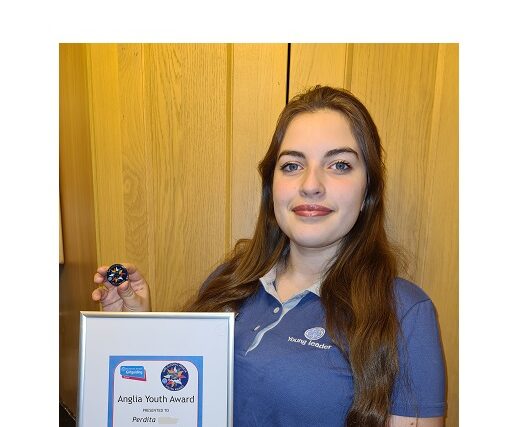 Young leader
Girlguiding
Anglia Youth Award
PRESENTED TO
Perdita